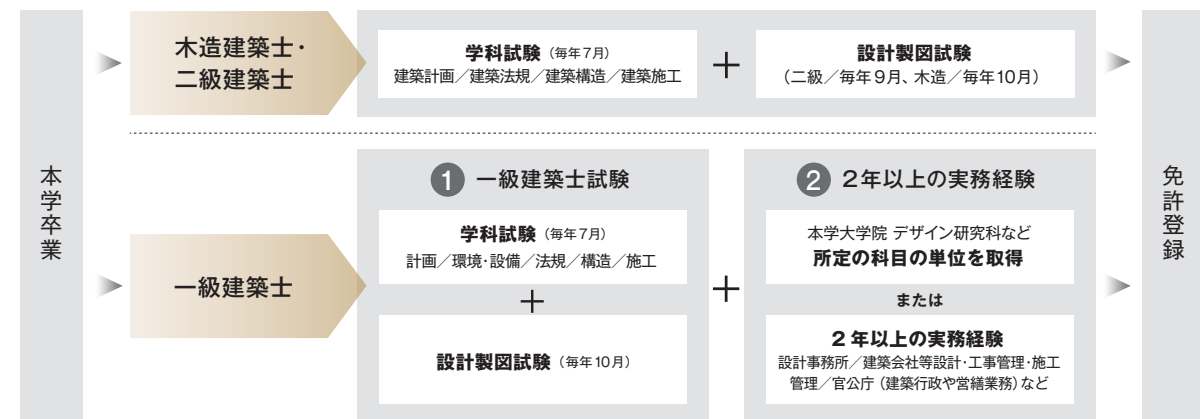 本学卒業
木造建築士・
二級建築士
学科試験（毎年7月）
建築計画／建築法規／建築構造／建築施工
＋
設計製図試験
（二級／毎年9月、木造／毎年10月）
一級建築士
1 一級建築士試験
学科試験（毎年7月）
計画／環境・設備／法規／構造／施工
＋
設計製図試験（毎年10月）
＋
2 2年以上の実務経験
本学大学院 デザイン研究科など
所定の科目の単位を取得
または
2年以上の実務経験
設計事務所／建築会社等設計・工事管理・施工
管理／官公庁（建築行政や営繕業務）など
免許登録